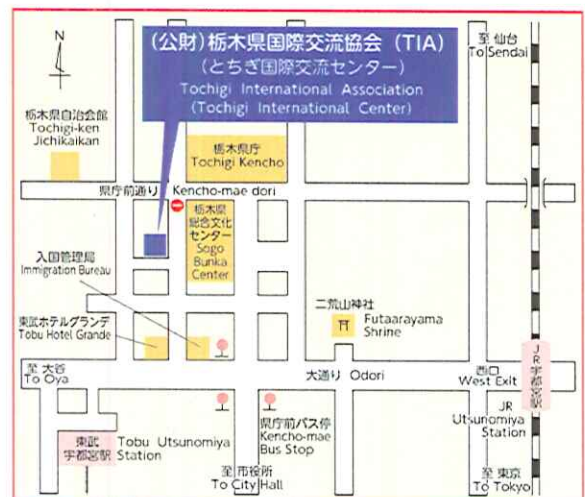 (公財)栃木県国際交流協会 (TIA)
(とちぎ国際交流センター)
Tochigi International Association
(Tochigi International Center)
至 仙台
To Sendai
N
栃木県自治会館
Tochigi-ken
Jichikaikan
栃木県庁
Tochigi Kencho
県庁前通り Kencho-mae dori
栃木県
総合文化
センター
Sogo
Bunka
Center
入国管理局
Immigration Bureau
東武ホテルグランデ
Tobu Hotel Grande
二荒山神社
Futaarayama
Shrine
至 大谷
To Oya
大通り Odori
西口
West Exit
JR宇都宮駅
JR
Utsunomiya
Station
県庁前バス停
Kencho-mae
Bus Stop
東武
宇都宮駅
Tobu Utsunomiya
Station
至 市役所
To City Hall
至 東京
To Tokyo